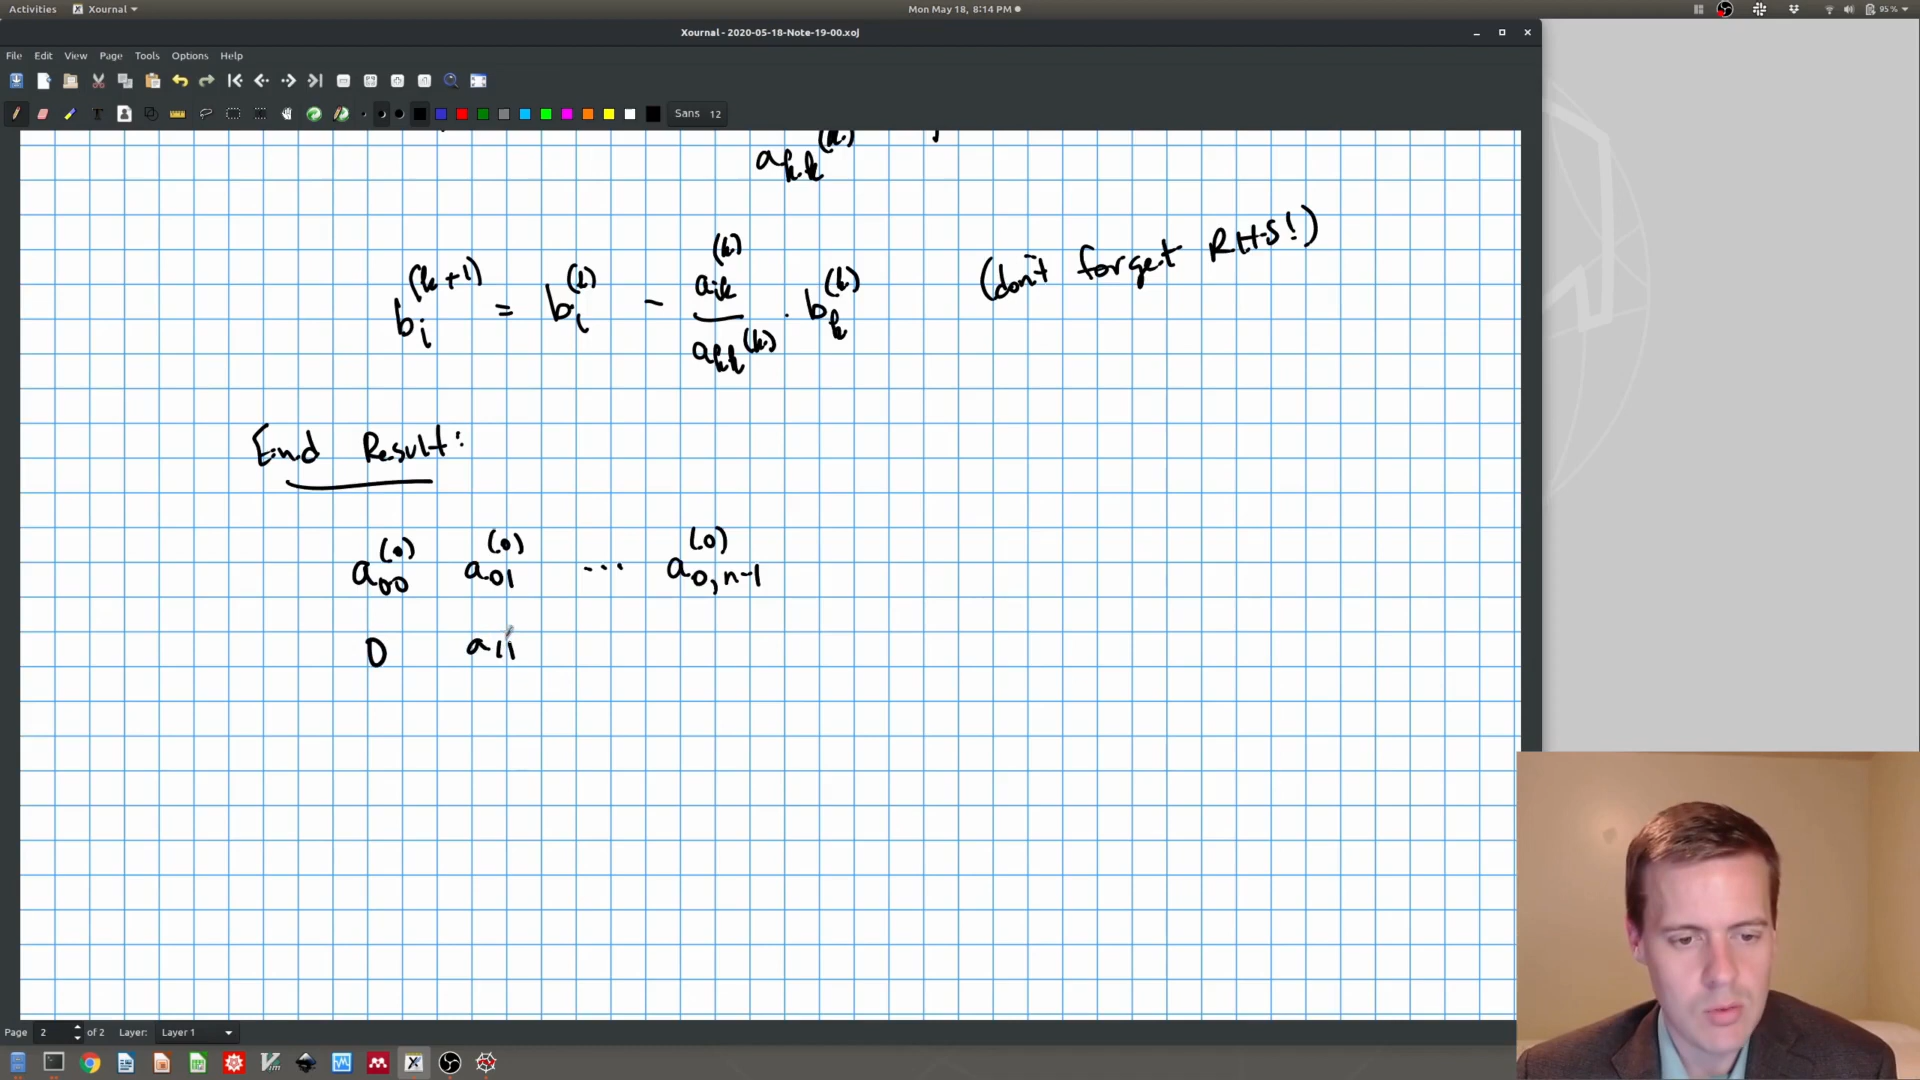 Activities Xournal Mon May 18, 8:14 PM 95 %
Xournal - 2020-05-18-Note-19-00.xoj
File Edit View Page Tools Options Help
Sans 12
a_kk^(k)
b_i^(k+1) = b_i^(k) - a_ik^(k) / a_kk^(k) · b_k^(k) (don't forget RHS!)
End Result:
a_00^(0) a_01^(0) ... a_0,n-1^(0)
0 a_11
Page 2 of 2 Layer: Layer 1